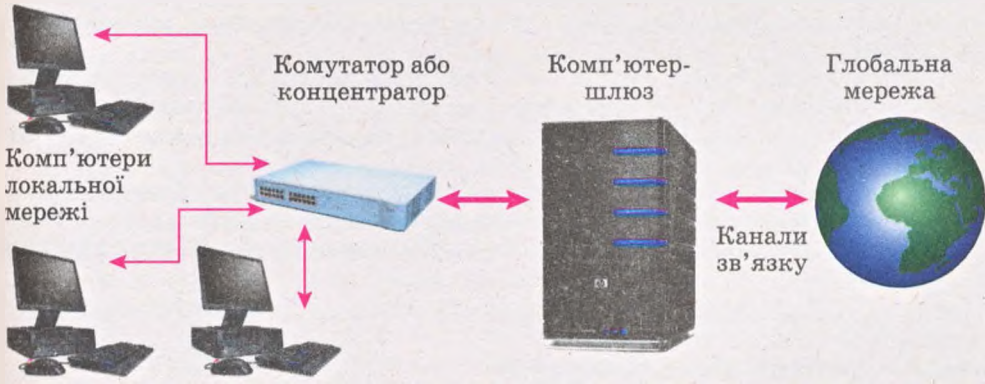 Комутатор або
концентратор
Комп’ютер-
шлюз
Глобальна
мережа
Комп’ютери
локальної
мережі
Канали
зв’язку